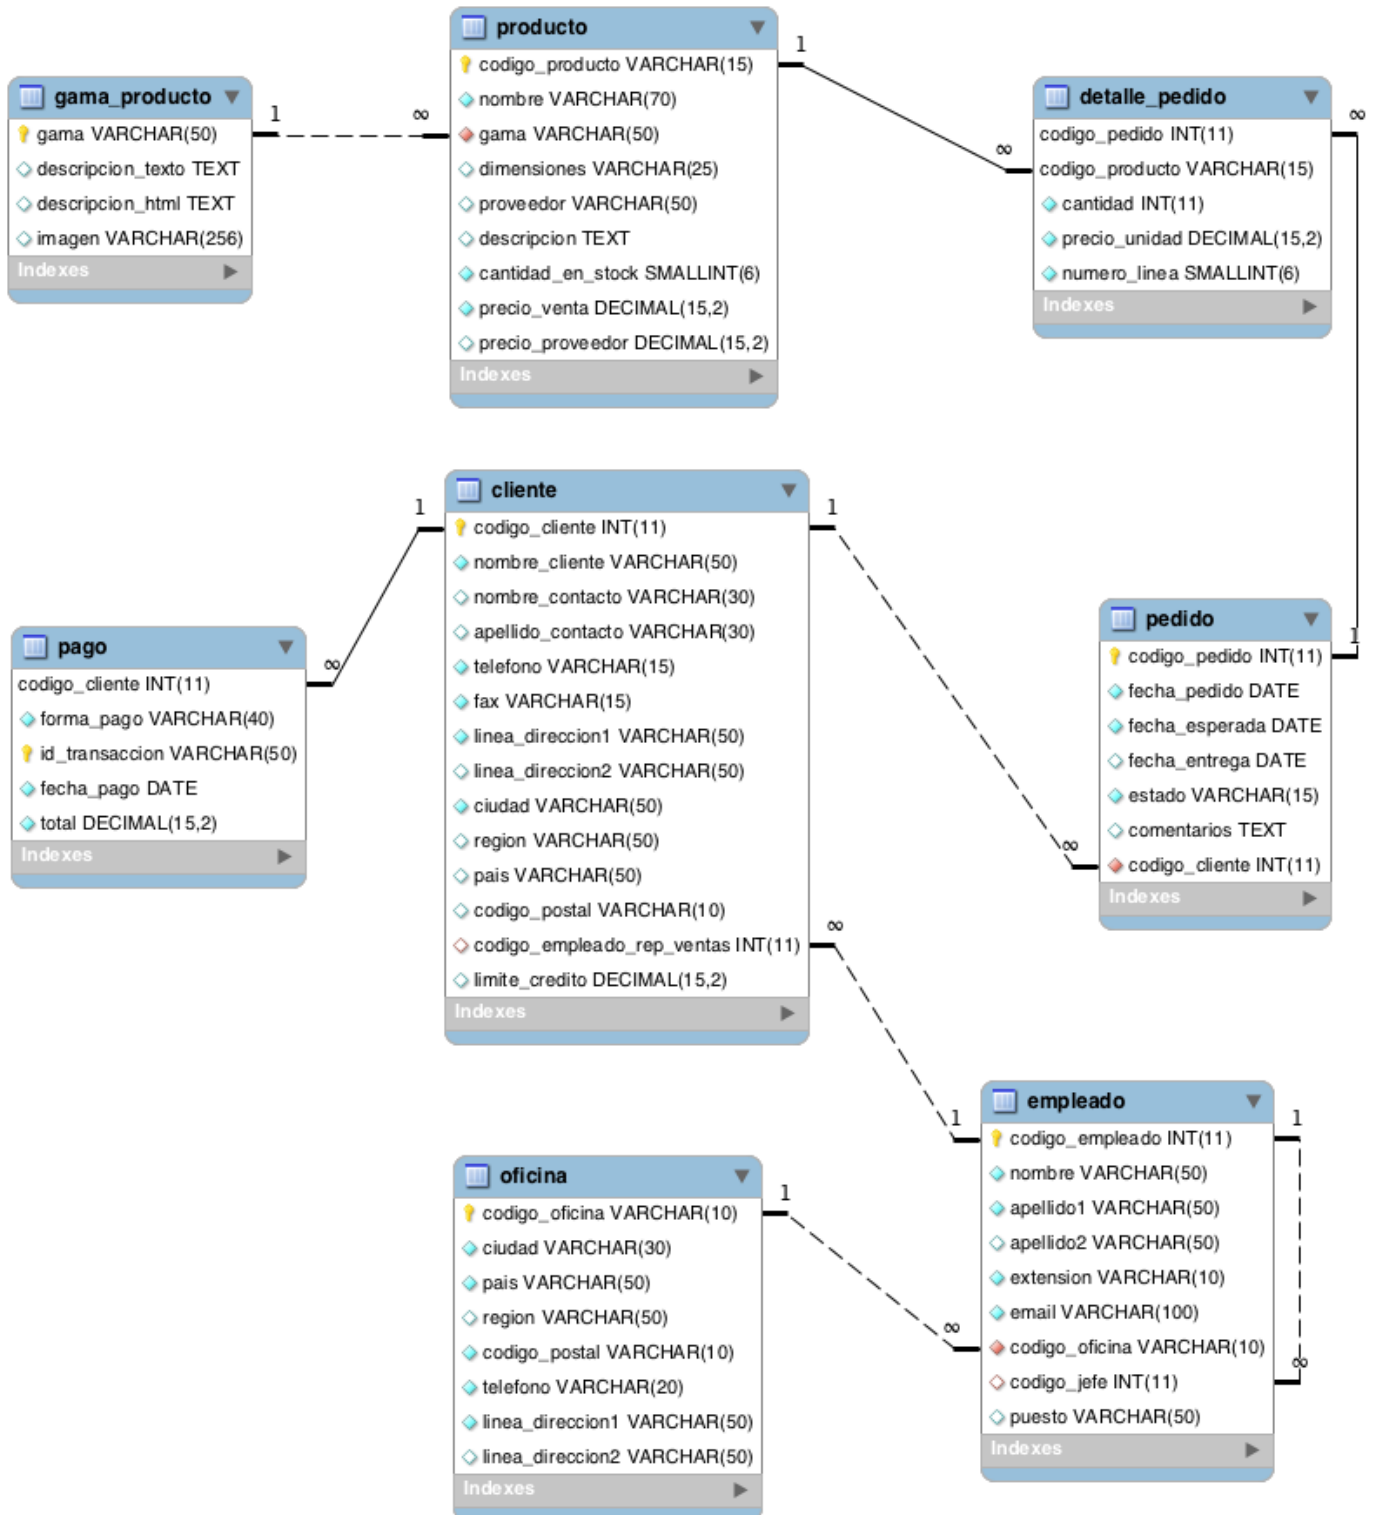 producto
codigo_producto VARCHAR(15)
nombre VARCHAR(70)
gama VARCHAR(50)
dimensiones VARCHAR(25)
proveedor VARCHAR(50)
descripcion TEXT
cantidad_en_stock SMALLINT(6)
precio_venta DECIMAL(15,2)
precio_proveedor DECIMAL(15,2)
Indexes
1
∞
gama_producto
gama VARCHAR(50)
descripcion_texto TEXT
descripcion_html TEXT
imagen VARCHAR(256)
Indexes
1
∞
detalle_pedido
codigo_pedido INT(11)
codigo_producto VARCHAR(15)
cantidad INT(11)
precio_unidad DECIMAL(15,2)
numero_linea SMALLINT(6)
Indexes
∞
1
cliente
codigo_cliente INT(11)
nombre_cliente VARCHAR(50)
nombre_contacto VARCHAR(30)
apellido_contacto VARCHAR(30)
telefono VARCHAR(15)
fax VARCHAR(15)
linea_direccion1 VARCHAR(50)
linea_direccion2 VARCHAR(50)
ciudad VARCHAR(50)
region VARCHAR(50)
pais VARCHAR(50)
codigo_postal VARCHAR(10)
codigo_empleado_rep_ventas INT(11)
limite_credito DECIMAL(15,2)
Indexes
1
∞
1
∞
pago
codigo_cliente INT(11)
forma_pago VARCHAR(40)
id_transaccion VARCHAR(50)
fecha_pago DATE
total DECIMAL(15,2)
Indexes
pedido
codigo_pedido INT(11)
fecha_pedido DATE
fecha_esperada DATE
fecha_entrega DATE
estado VARCHAR(15)
comentarios TEXT
codigo_cliente INT(11)
Indexes
∞
1
empleado
codigo_empleado INT(11)
nombre VARCHAR(50)
apellido1 VARCHAR(50)
apellido2 VARCHAR(50)
extension VARCHAR(10)
email VARCHAR(100)
codigo_oficina VARCHAR(10)
codigo_jefe INT(11)
puesto VARCHAR(50)
Indexes
1
∞
oficina
codigo_oficina VARCHAR(10)
ciudad VARCHAR(30)
pais VARCHAR(50)
region VARCHAR(50)
codigo_postal VARCHAR(10)
telefono VARCHAR(20)
linea_direccion1 VARCHAR(50)
linea_direccion2 VARCHAR(50)
Indexes
1
∞